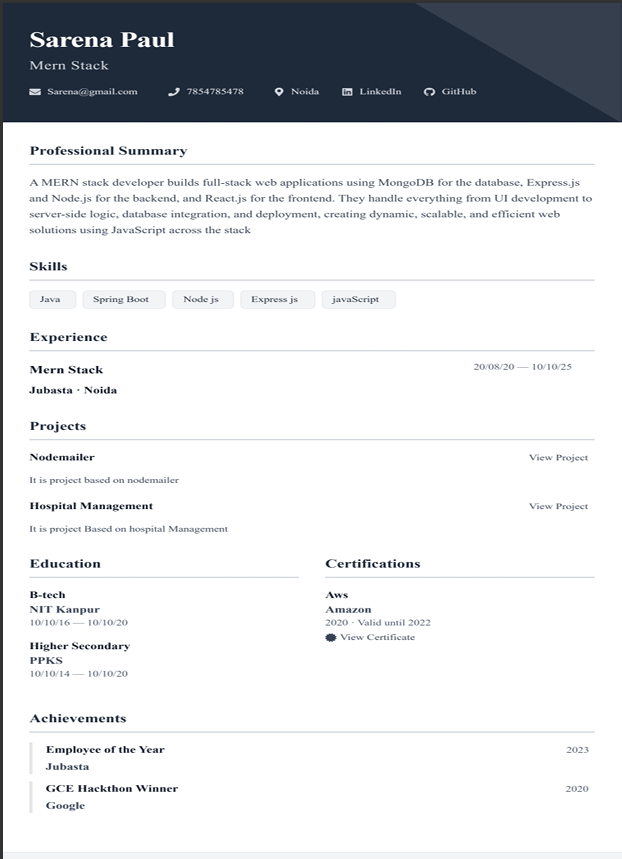 Sarena Paul
Mern Stack
Sarena@gmail.com 7854785478 Noida LinkedIn GitHub
Professional Summary
A MERN stack developer builds full-stack web applications using MongoDB for the database, Express.js
and Node.js for the backend, and React.js for the frontend. They handle everything from UI development to
server-side logic, database integration, and deployment, creating dynamic, scalable, and efficient web
solutions using JavaScript across the stack
Skills
Java Spring Boot Node js Express js javaScript
Experience
Mern Stack 20/08/20 — 10/10/25
Jubasta · Noida
Projects
Nodemailer View Project
It is project based on nodemailer
Hospital Management View Project
It is project Based on hospital Management
Education
B-tech
NIT Kanpur
10/10/16 — 10/10/20
Higher Secondary
PPKS
10/10/14 — 10/10/20
Certifications
Aws
Amazon
2020 · Valid until 2022
View Certificate
Achievements
Employee of the Year 2023
Jubasta
GCE Hackthon Winner 2020
Google